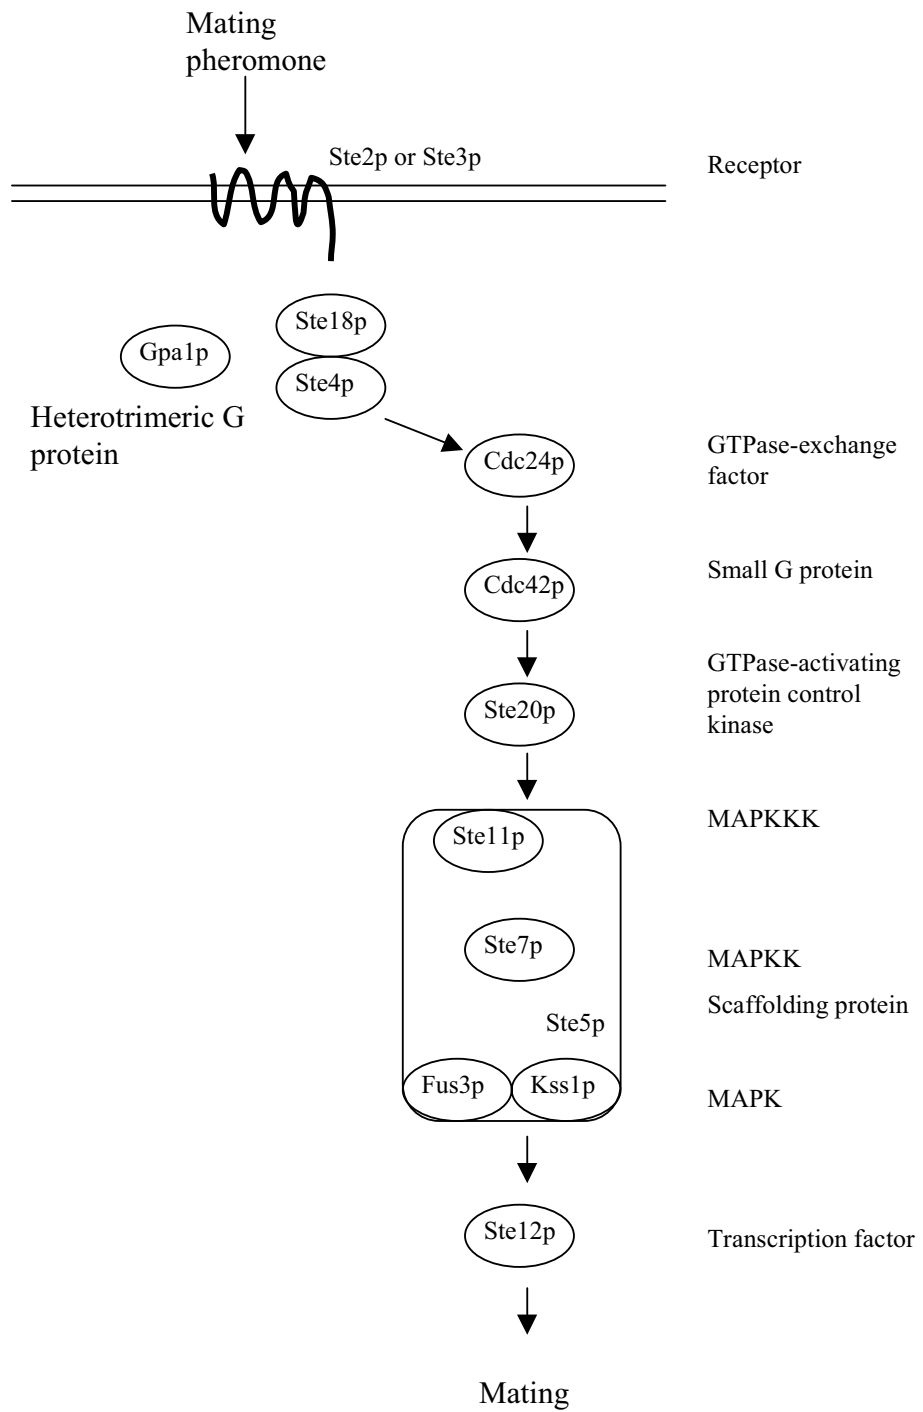 Mating
pheromone
Ste2p or Ste3p
Receptor
Ste18p
Gpa1p
Ste4p
Heterotrimeric G
protein
Cdc24p
GTPase-exchange
factor
Cdc42p
Small G protein
Ste20p
GTPase-activating
protein control
kinase
Ste11p
MAPKKK
Ste7p
MAPKK
Scaffolding protein
Ste5p
Fus3p
Kss1p
MAPK
Ste12p
Transcription factor
Mating